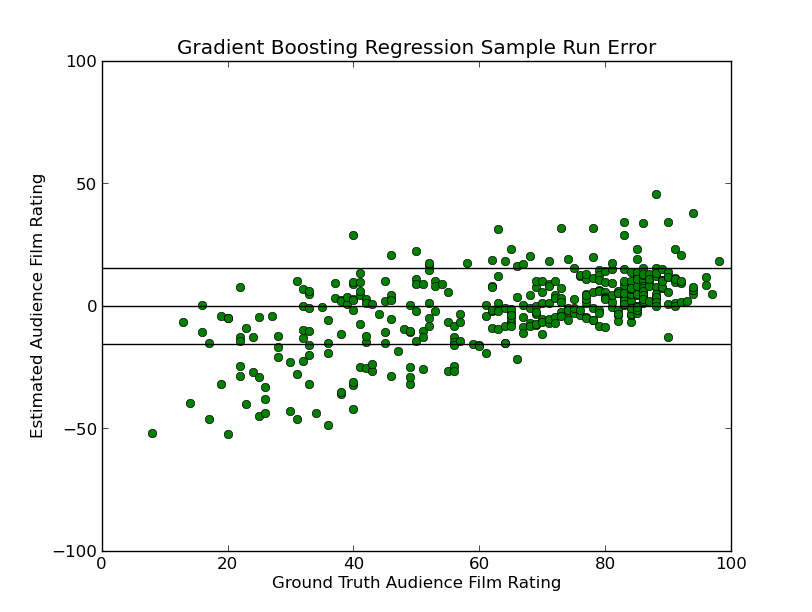 Gradient Boosting Regression Sample Run Error
100
50
0
−50
−100
Estimated Audience Film Rating
0 20 40 60 80 100
Ground Truth Audience Film Rating